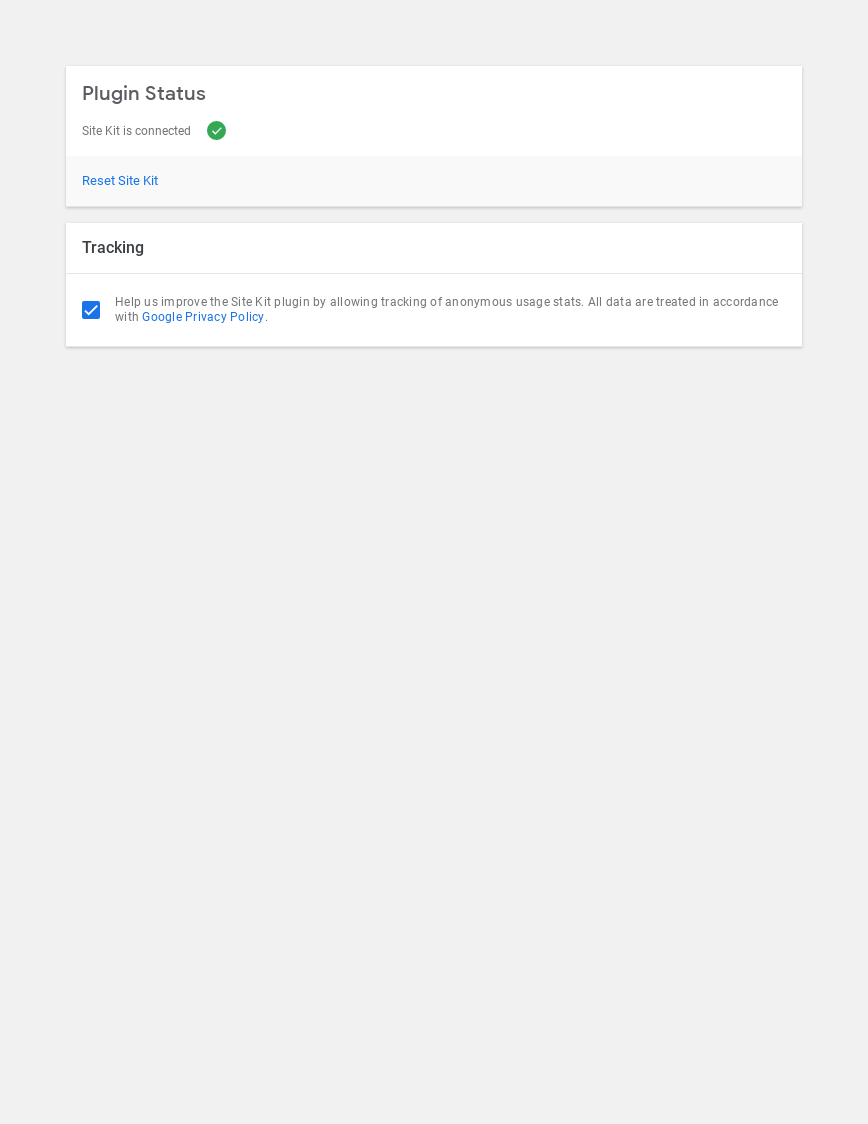 Plugin Status
Site Kit is connected
Reset Site Kit
Tracking
Help us improve the Site Kit plugin by allowing tracking of anonymous usage stats. All data are treated in accordance
with Google Privacy Policy.